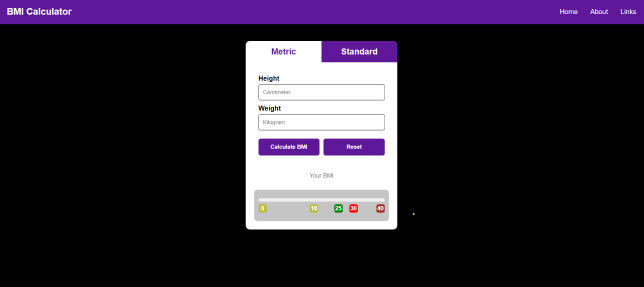 BMI Calculator Home About Links
Metric Standard
Height
Centimeter
Weight
Kilogram
Calculate BMI Reset
Your BMI
0 18 25 30 40